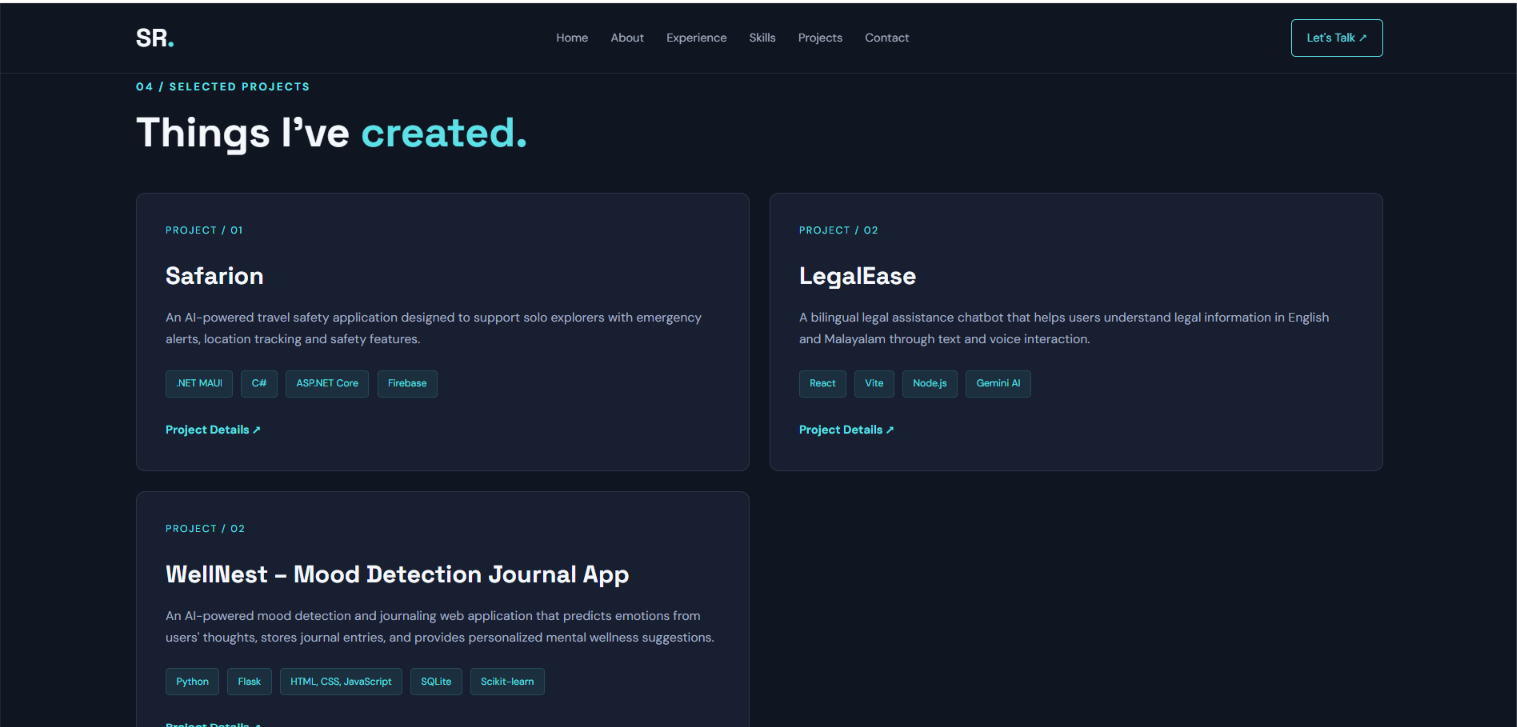 SR.
Home About Experience Skills Projects Contact
Let's Talk ↗
04 / SELECTED PROJECTS
Things I’ve created.
PROJECT / 01
Safarion
An AI-powered travel safety application designed to support solo explorers with emergency
alerts, location tracking and safety features.
.NET MAUI C# ASP.NET Core Firebase
Project Details ↗
PROJECT / 02
LegalEase
A bilingual legal assistance chatbot that helps users understand legal information in English
and Malayalam through text and voice interaction.
React Vite Node.js Gemini AI
Project Details ↗
PROJECT / 02
WellNest – Mood Detection Journal App
An AI-powered mood detection and journaling web application that predicts emotions from
users' thoughts, stores journal entries, and provides personalized mental wellness suggestions.
Python Flask HTML, CSS, JavaScript SQLite Scikit-learn
Project Details ↗